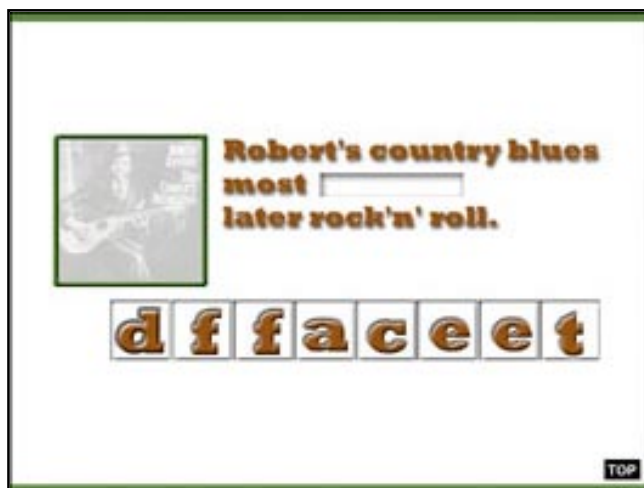 Robert's country blues
most
later rock'n' roll.
d f f a c e e t
TOP